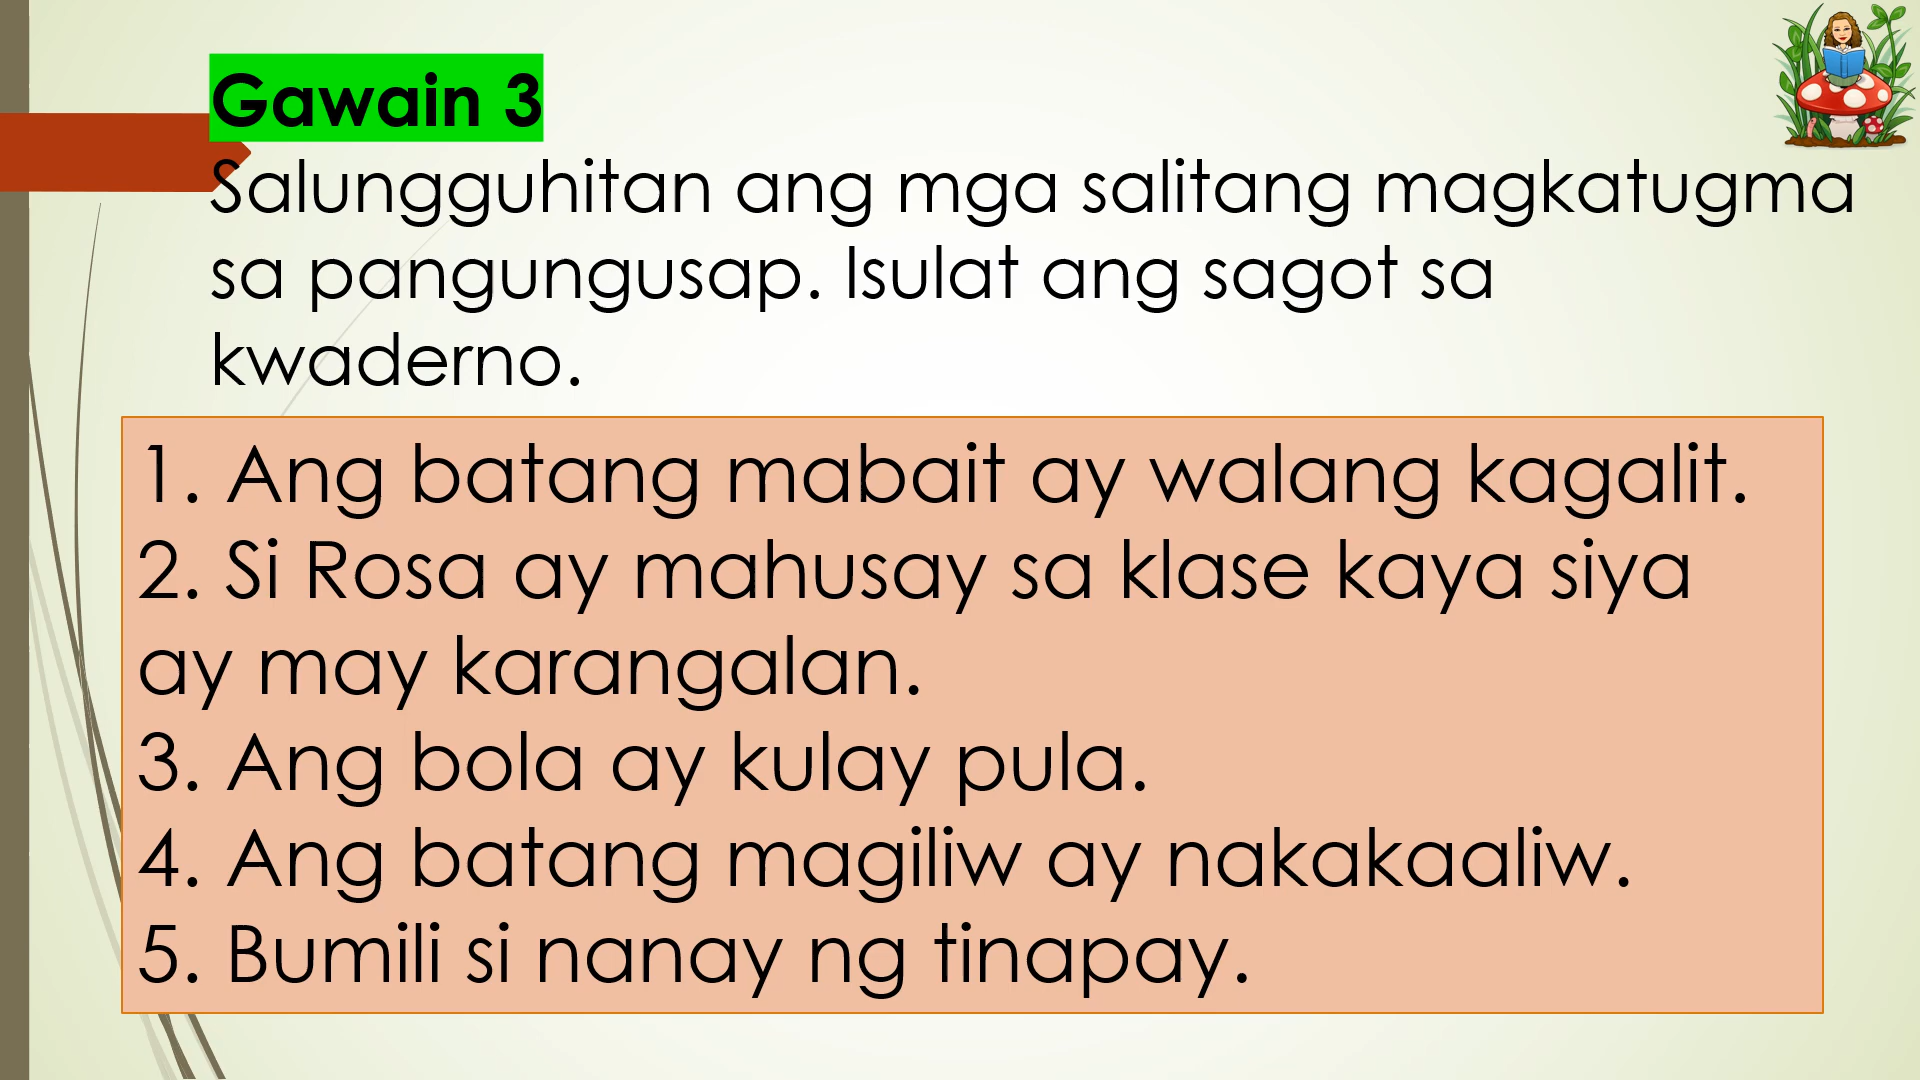 Gawain 3
Salungguhitan ang mga salitang magkatugma
sa pangungusap. Isulat ang sagot sa
kwaderno.
1. Ang batang mabait ay walang kagalit.
2. Si Rosa ay mahusay sa klase kaya siya
ay may karangalan.
3. Ang bola ay kulay pula.
4. Ang batang magiliw ay nakakaaliw.
5. Bumili si nanay ng tinapay.